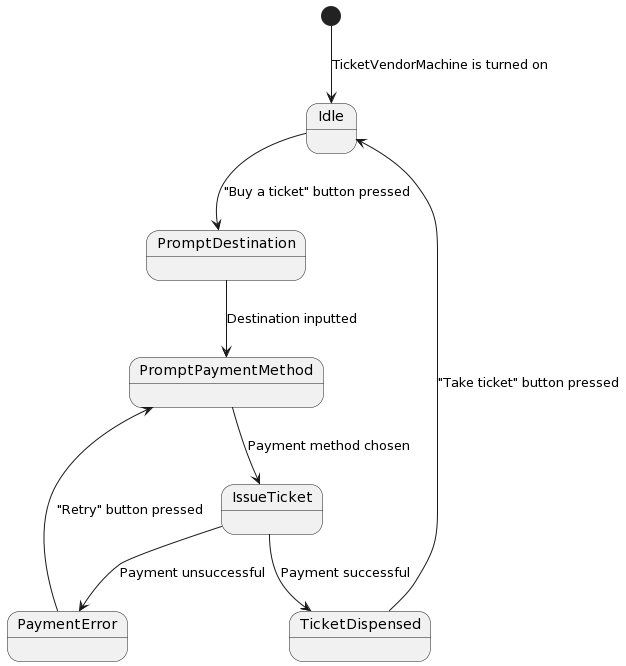 TicketVendorMachine is turned on
Idle
"Buy a ticket" button pressed
PromptDestination
Destination inputted
"Take ticket" button pressed
PromptPaymentMethod
Payment method chosen
IssueTicket
"Retry" button pressed
Payment unsuccessful
Payment successful
PaymentError
TicketDispensed